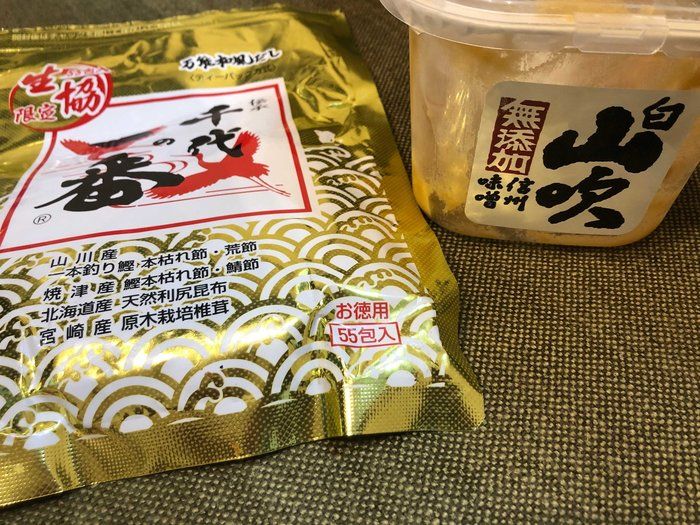 生協
限定
万能和風だし
〈ティーバッグ方式〉
伝承
千代
の
一番
®
山川産
一本釣り鰹・本枯れ節・荒節
焼津産 鰹本枯れ節・鯖節
北海道産 天然利尻昆布
宮崎産 原木栽培椎茸
お徳用
55包入
白
山吹
無添加
信州
味噌